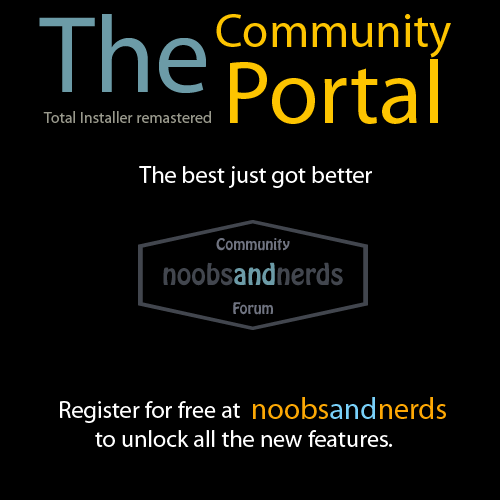 The Community
Portal
Total Installer remastered
The best just got better
Community
noobsandnerds
Forum
Register for free at noobsandnerds
to unlock all the new features.